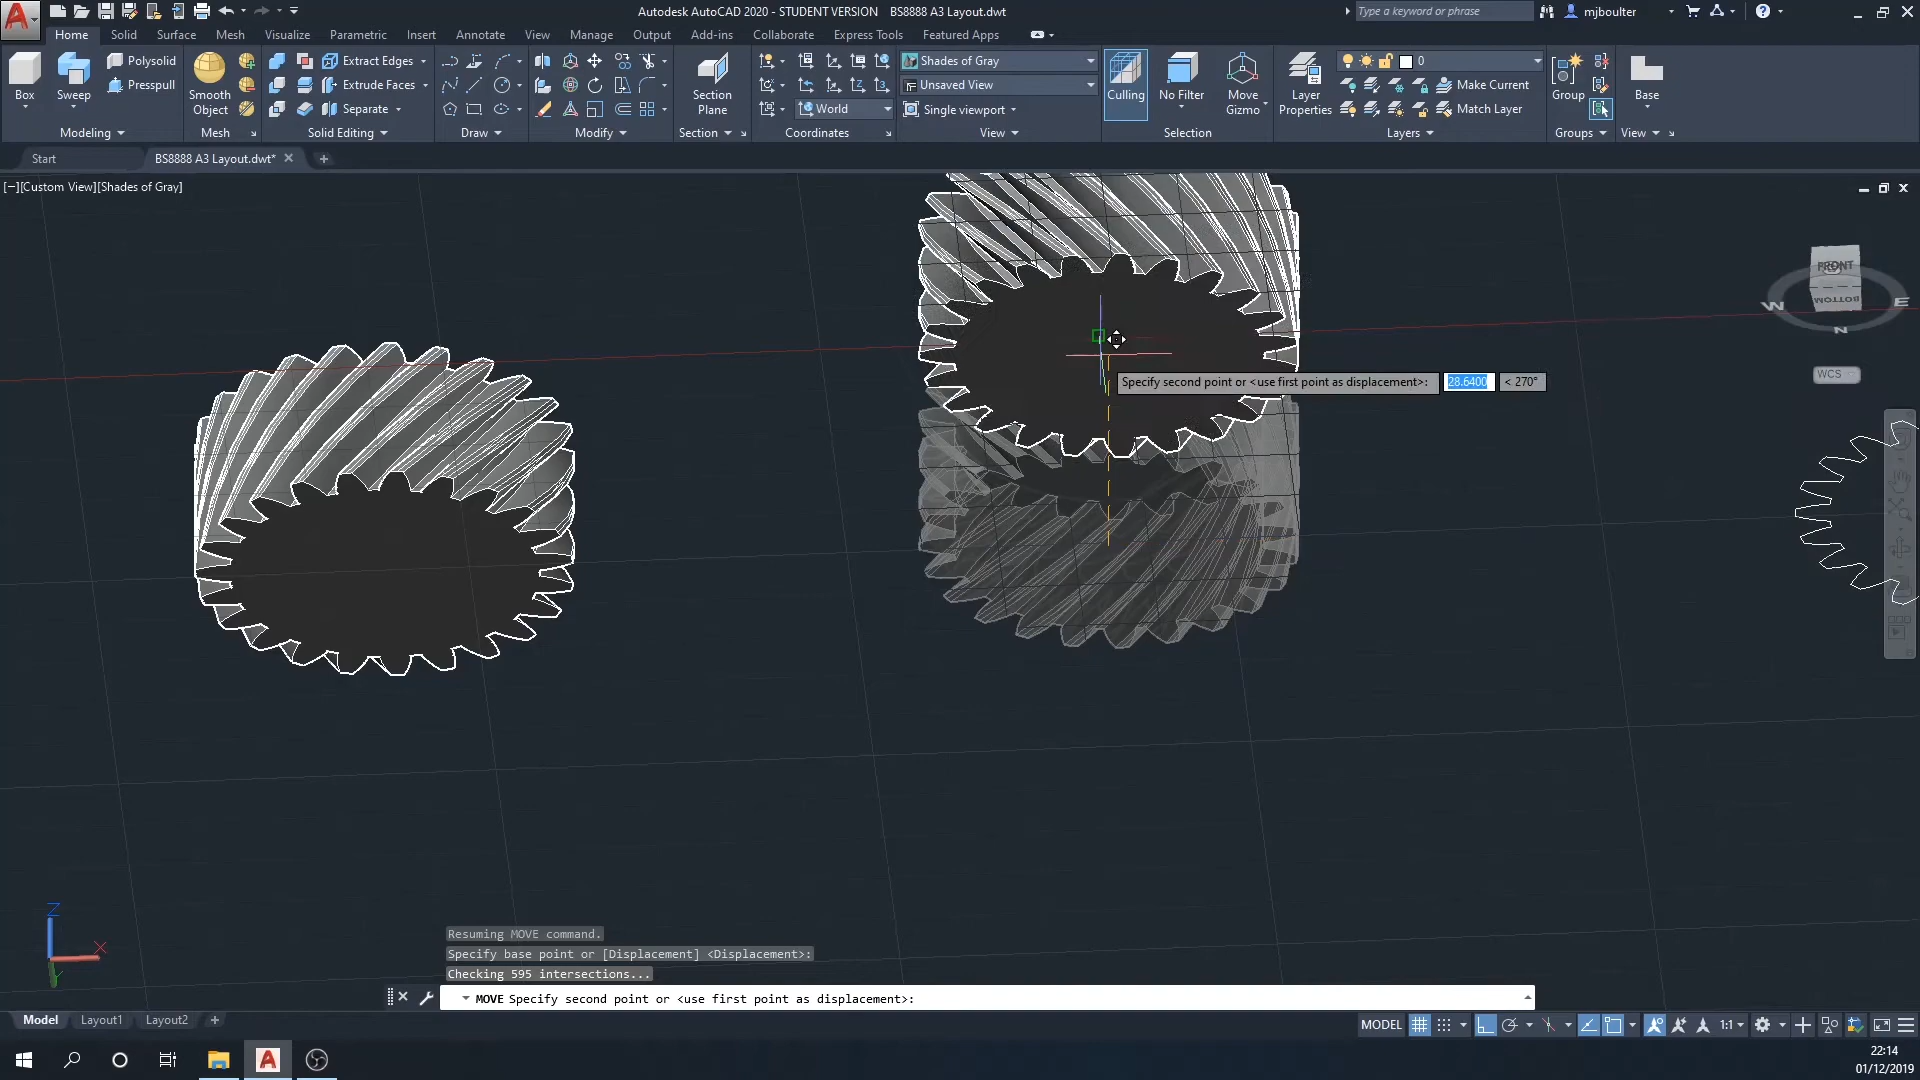 Autodesk AutoCAD 2020 - STUDENT VERSION BS8888 A3 Layout.dwt
Type a keyword or phrase
mjboulter
Home Solid Surface Mesh Visualize Parametric Insert Annotate View Manage Output Add-ins Collaborate Express Tools Featured Apps
Box
Sweep
Polysolid
Presspull
Modeling
Smooth Object
Mesh
Extract Edges
Extrude Faces
Separate
Solid Editing
Draw
Modify
Section Plane
Section
World
Coordinates
Shades of Gray
Unsaved View
Single viewport
View
Culling
No Filter
Move Gizmo
Selection
Layer Properties
0
Make Current
Match Layer
Layers
Group
Groups
Base
View
Start
BS8888 A3 Layout.dwt*
[−][Custom View][Shades of Gray]
FRONT
BOTTOM
W
E
N
WCS
Specify second point or <use first point as displacement>: 28.6400 < 270°
Z
X
Y
Resuming MOVE command.
Specify base point or [Displacement] <Displacement>:
Checking 595 intersections...
MOVE Specify second point or <use first point as displacement>:
Model Layout1 Layout2
MODEL
1:1
22:14
01/12/2019